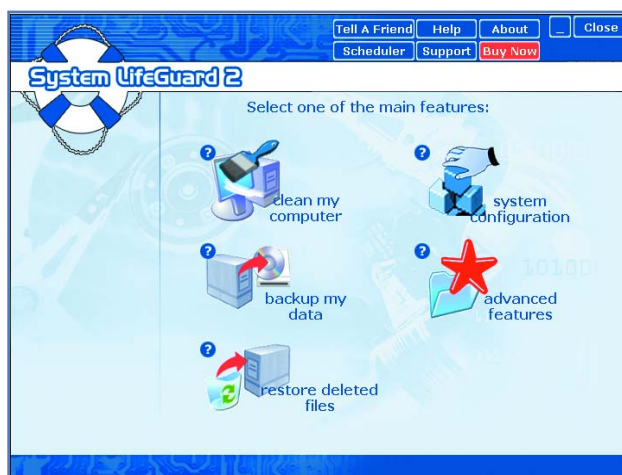 Tell A Friend Help About _ Close
Scheduler Support Buy Now
System LifeGuard 2
Select one of the main features:
? clean my
computer
? system
configuration
? backup my
data
? advanced
features
? restore deleted
files